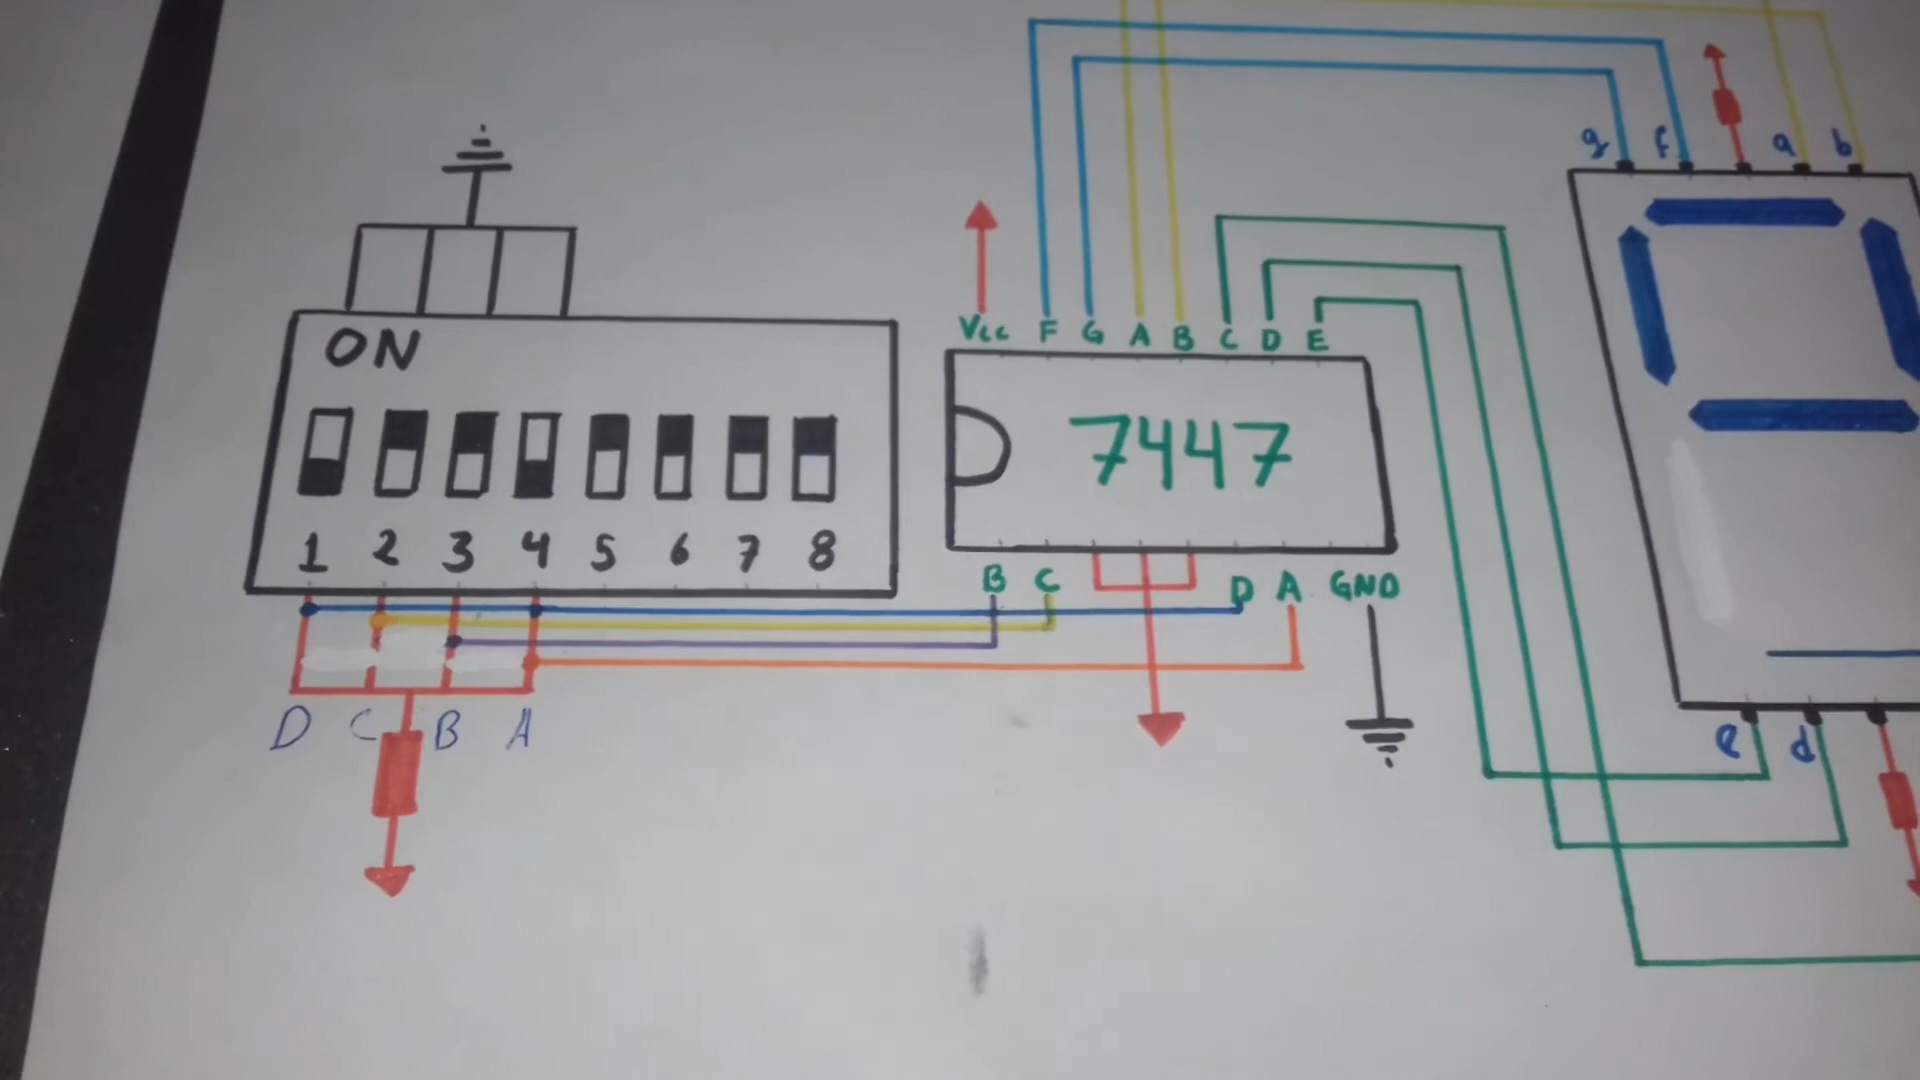 g f a b
Vcc F G A B C D E
ON
7447
1 2 3 4 5 6 7 8
B C D A GND
D C B A
e d